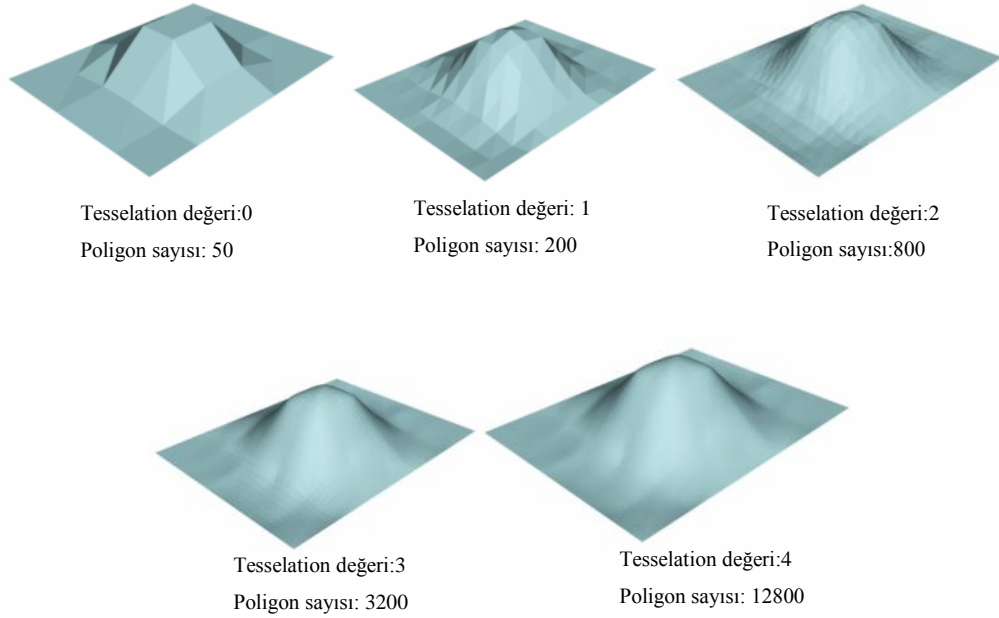 Tesselation değeri:0
Poligon sayısı: 50
Tesselation değeri: 1
Poligon sayısı: 200
Tesselation değeri:2
Poligon sayısı:800
Tesselation değeri:3
Poligon sayısı: 3200
Tesselation değeri:4
Poligon sayısı: 12800